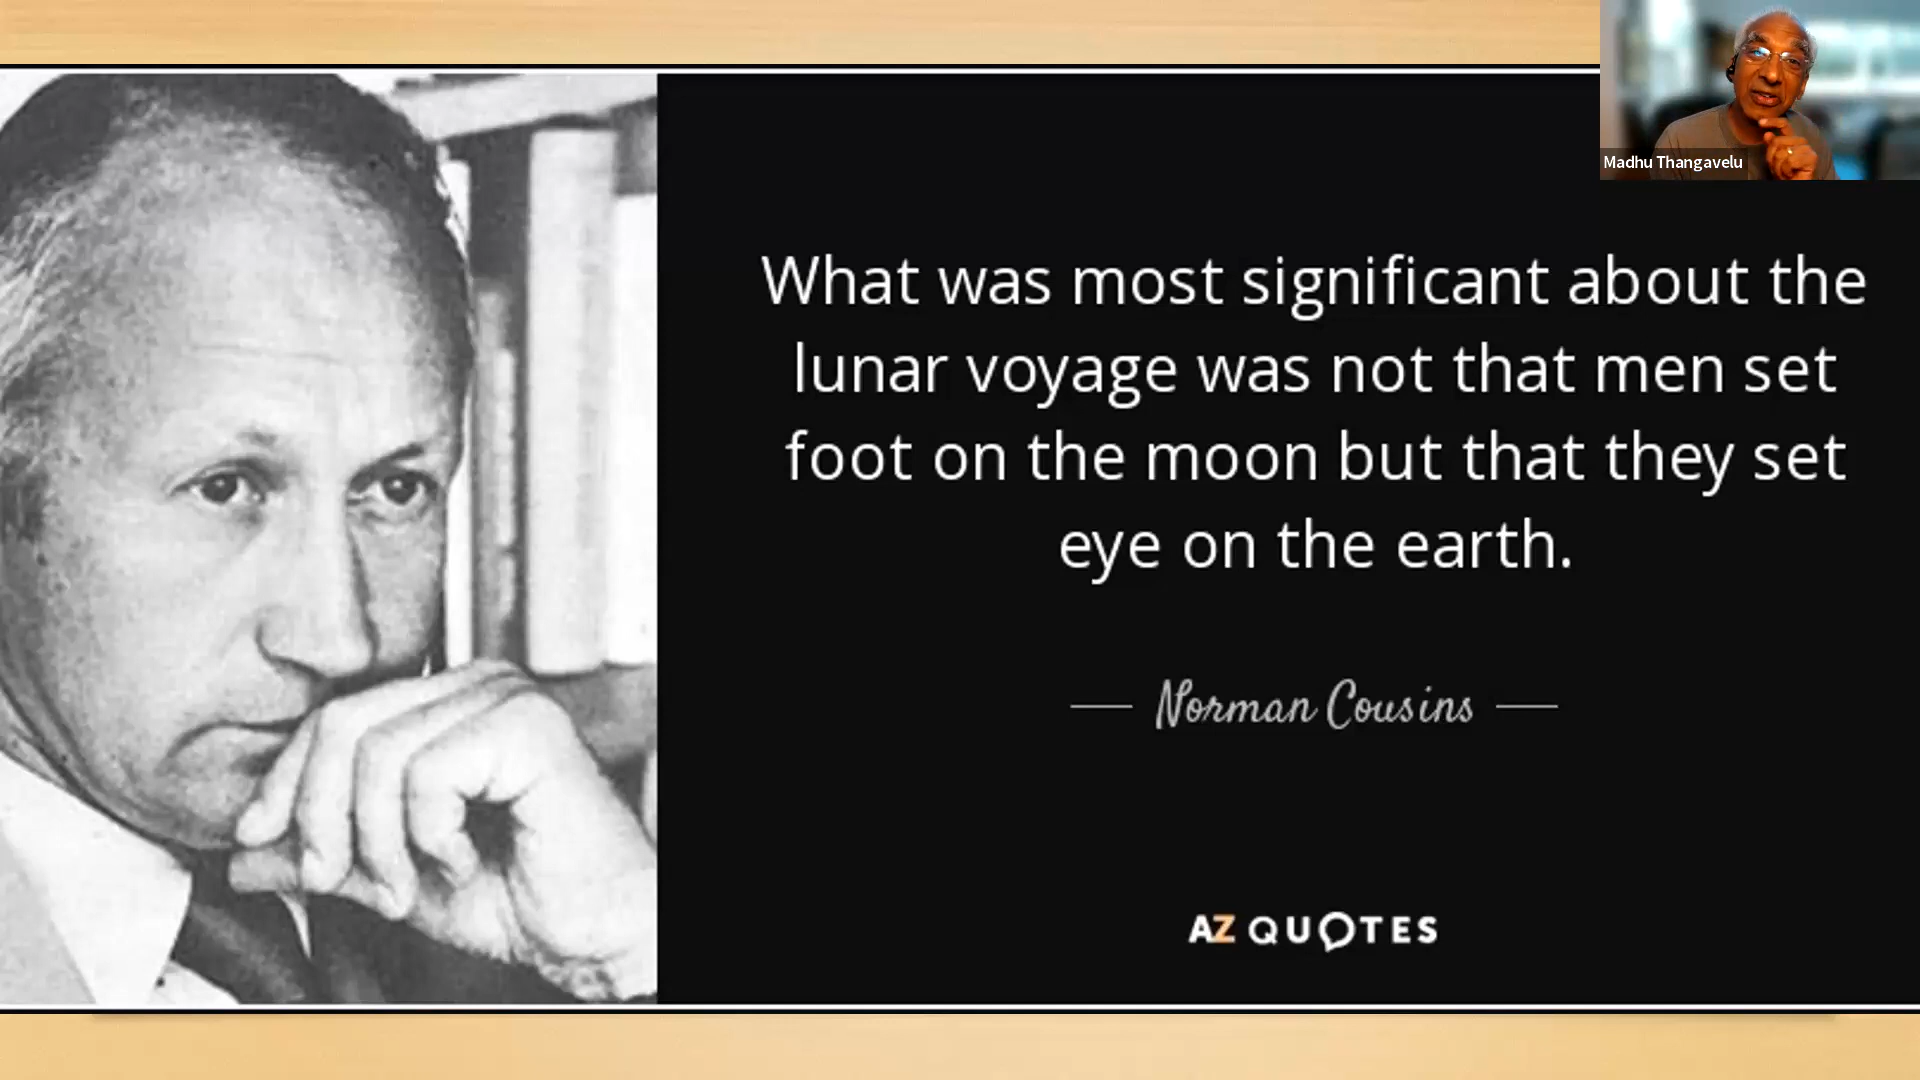 Madhu Thangavelu
What was most significant about the
lunar voyage was not that men set
foot on the moon but that they set
eye on the earth.
Norman Cousins
AZ QUOTES